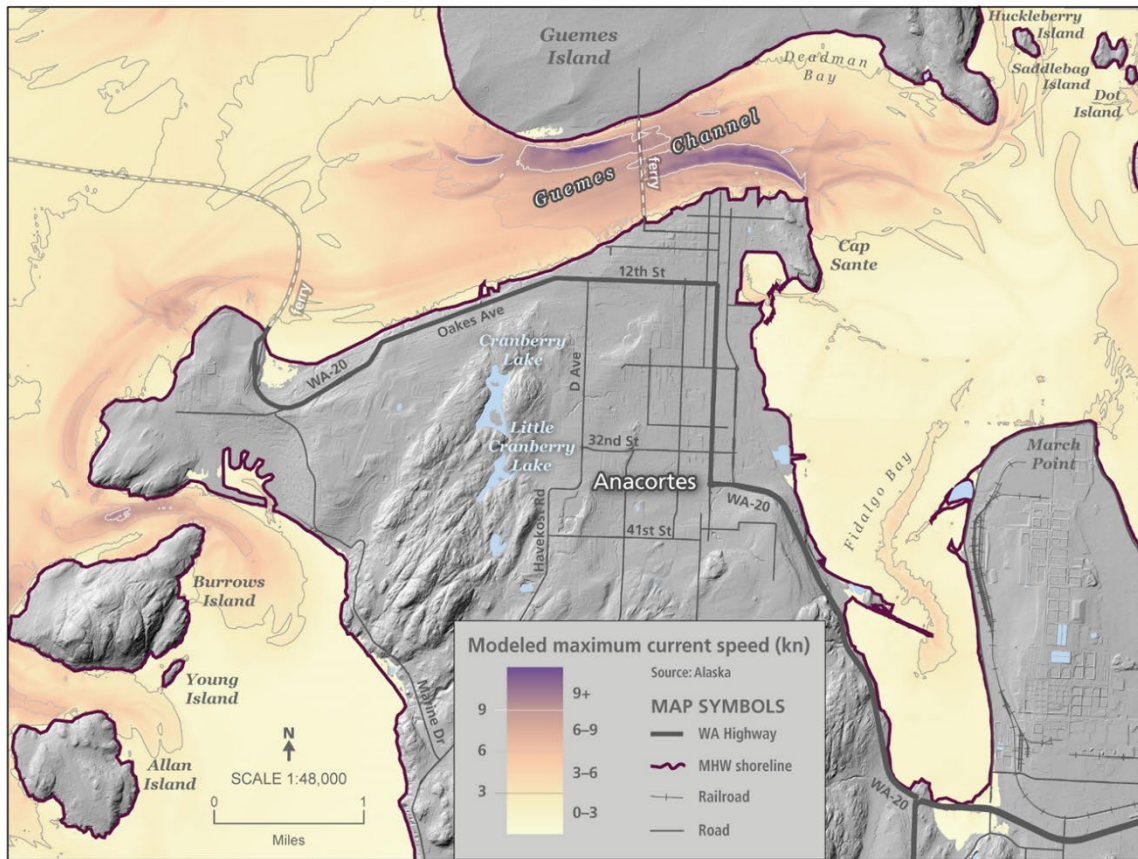 Guemes
Island
Deadman
Bay
Huckleberry
Island
Saddlebag
Island
Dot
Island
Guemes Channel
ferry
Cap
Sante
12th St
ferry
Oakes Ave
WA-20
Cranberry
Lake
D Ave
Little
Cranberry
Lake
32nd St
Anacortes
WA-20
March
Point
Fidalgo Bay
Havekost Rd
41st St
Burrows
Island
Young
Island
Marine Dr
Allan
Island
N
SCALE 1:48,000
0 1
Miles
WA-20
Modeled maximum current speed (kn)
9
6
3
9+
6–9
3–6
0–3
Source: Alaska
MAP SYMBOLS
WA Highway
MHW shoreline
Railroad
Road